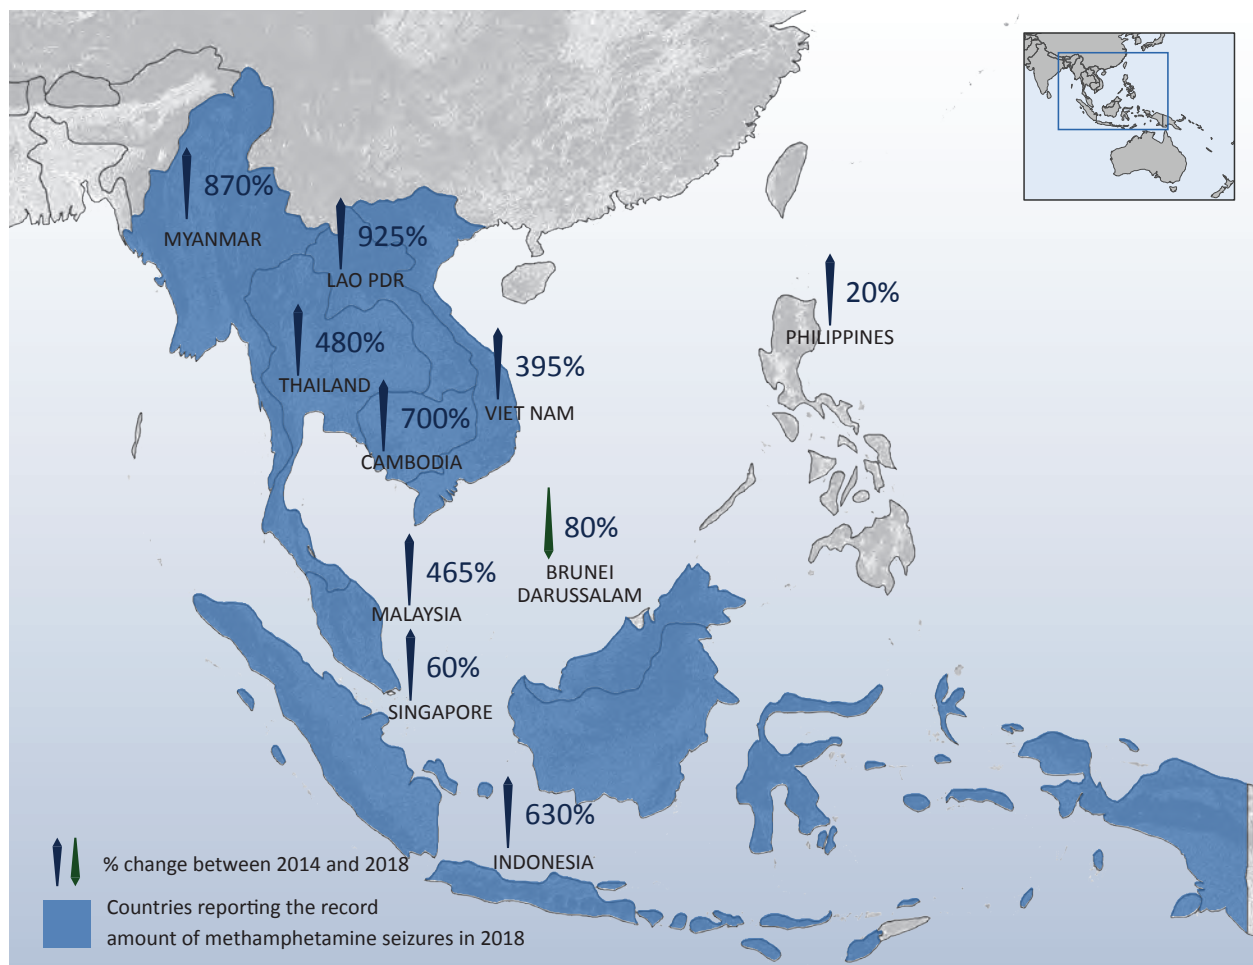 870%
MYANMAR
925%
LAO PDR
20%
PHILIPPINES
480%
THAILAND
395%
VIET NAM
700%
CAMBODIA
80%
BRUNEI
DARUSSALAM
465%
MALAYSIA
60%
SINGAPORE
630%
INDONESIA
% change between 2014 and 2018
Countries reporting the record
amount of methamphetamine seizures in 2018